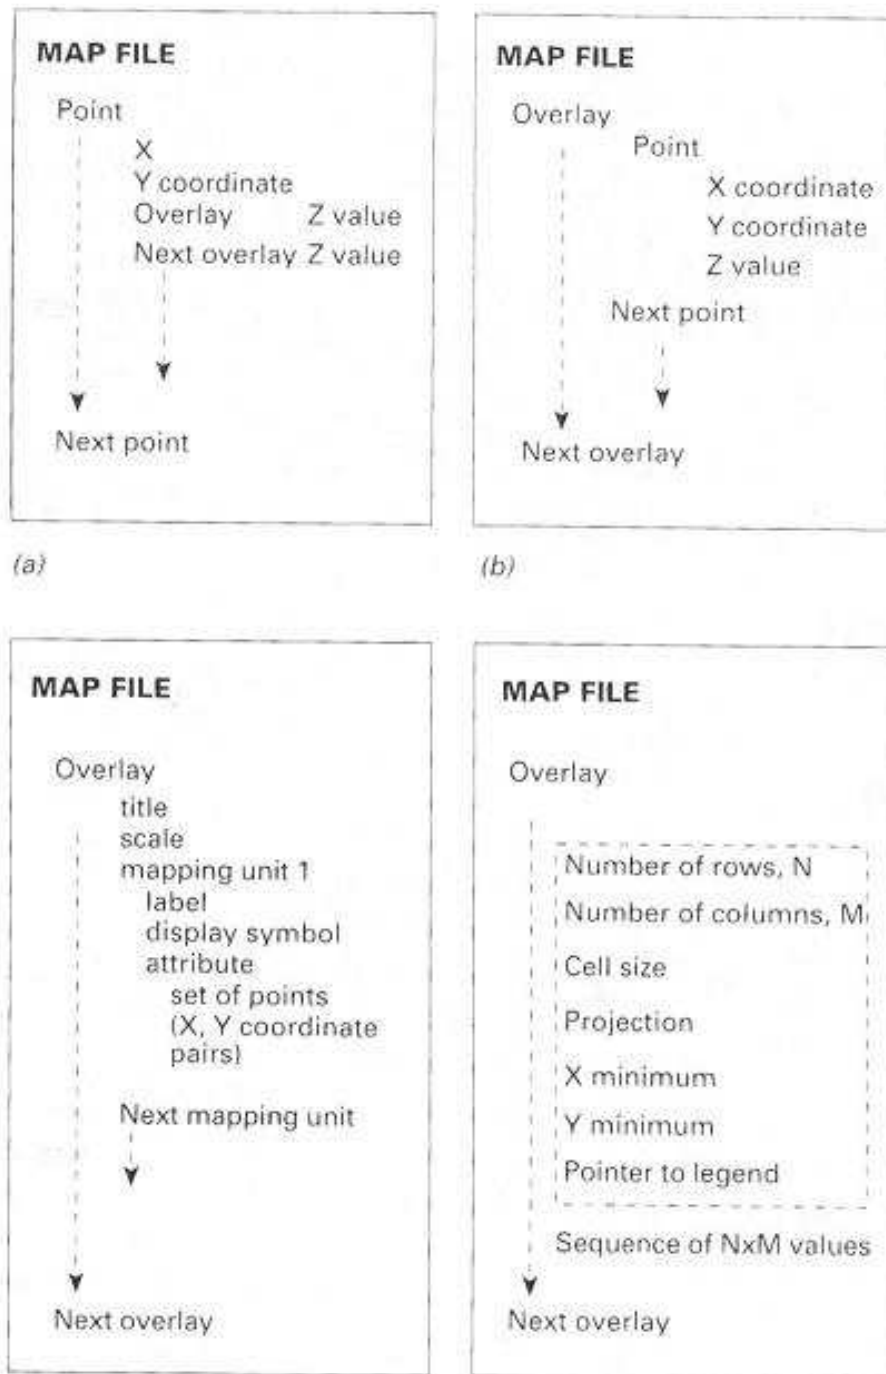 MAP FILE
Point
X
Y coordinate
Overlay Z value
Next overlay Z value
Next point
(a)
MAP FILE
Overlay
Point
X coordinate
Y coordinate
Z value
Next point
Next overlay
(b)
MAP FILE
Overlay
title
scale
mapping unit 1
label
display symbol
attribute
set of points
(X, Y coordinate
pairs)
Next mapping unit
Next overlay
MAP FILE
Overlay
Number of rows, N
Number of columns, M
Cell size
Projection
X minimum
Y minimum
Pointer to legend
Sequence of NxM values
Next overlay